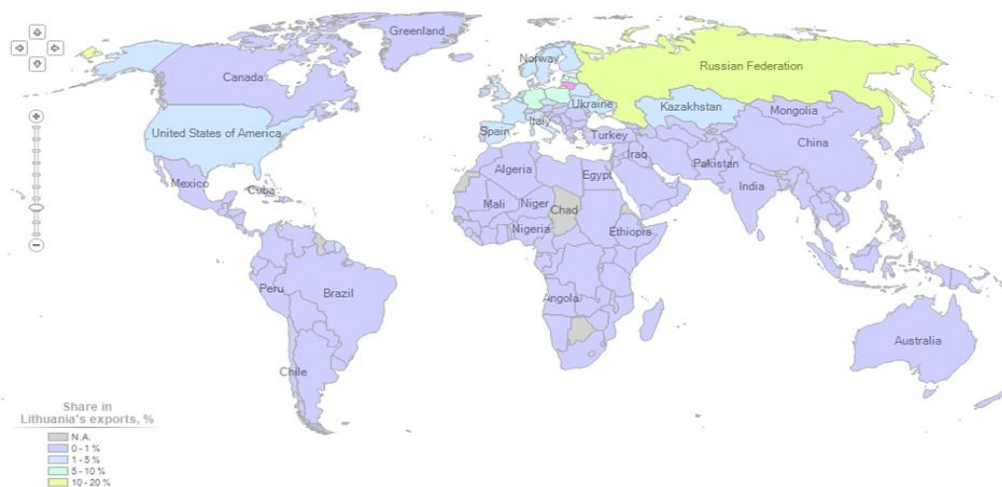 Greenland
Norway
Russian Federation
Canada
Ukraine
Kazakhstan
United States of America
Spain
Italy
Mongolia
Turkey
China
Iraq
Pakistan
Algeria
Egypt
India
Mexico
Cuba
Mali
Niger
Chad
Nigeria
Ethiopia
Peru
Brazil
Angola
Australia
Chile
Share in
Lithuania's exports, %
N.A.
0 - 1 %
1 - 5 %
5 - 10 %
10 - 20 %